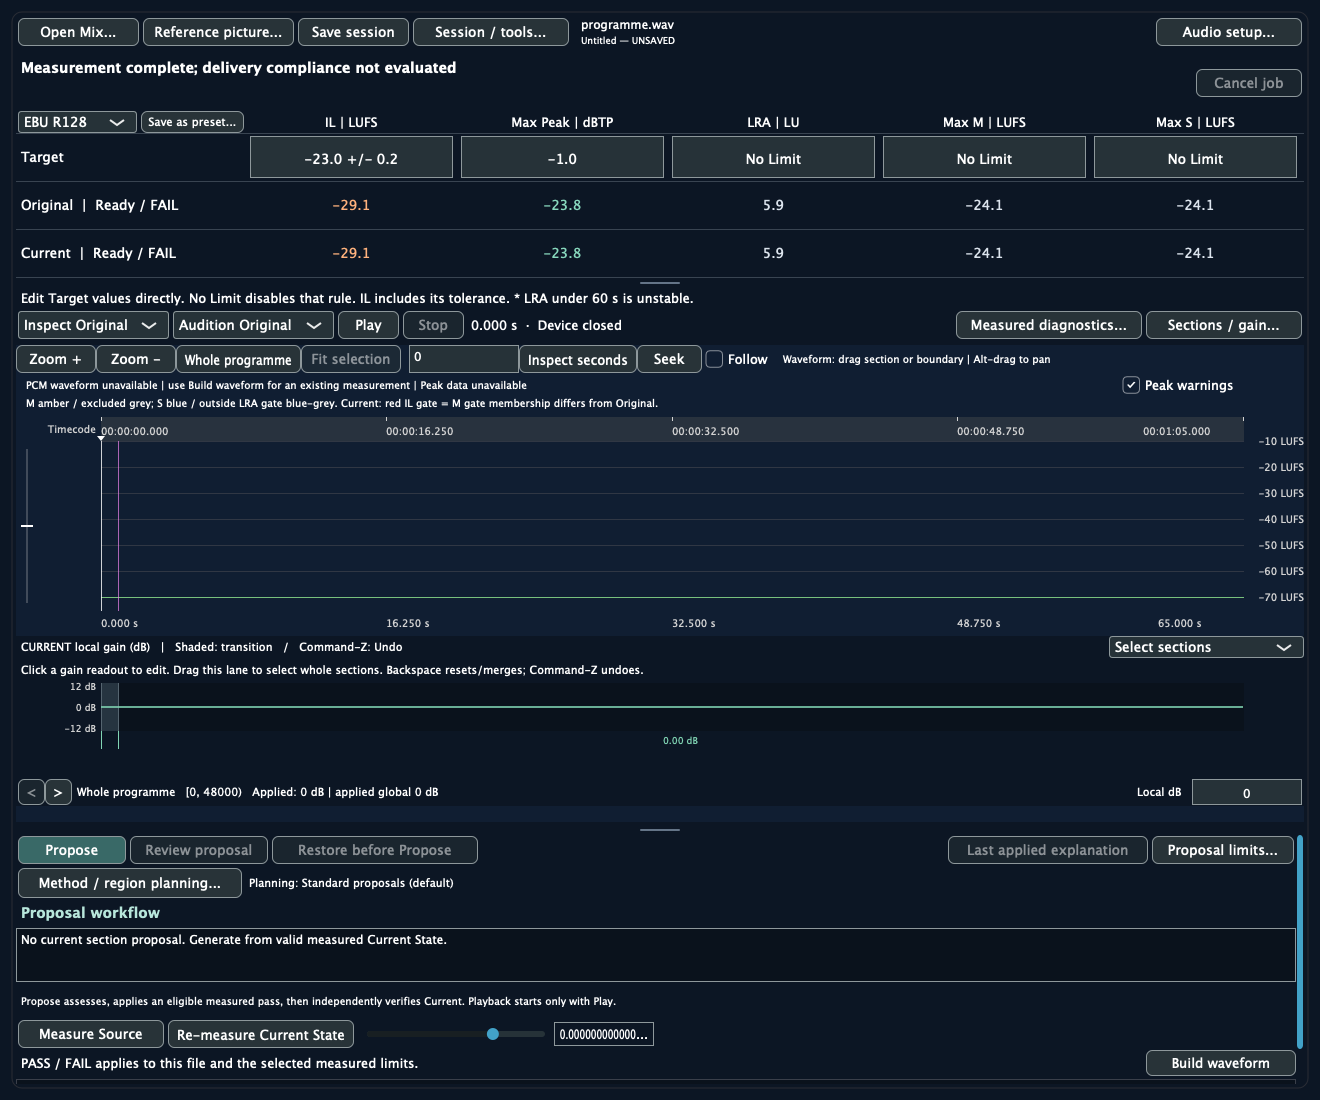 Open Mix... Reference picture... Save session Session / tools... programme.wav Audio setup...
Untitled — UNSAVED
Measurement complete; delivery compliance not evaluated
Cancel job
EBU R128 Save as preset... IL | LUFS Max Peak | dBTP LRA | LU Max M | LUFS Max S | LUFS
Target -23.0 +/- 0.2 -1.0 No Limit No Limit No Limit
Original | Ready / FAIL -29.1 -23.8 5.9 -24.1 -24.1
Current | Ready / FAIL -29.1 -23.8 5.9 -24.1 -24.1
Edit Target values directly. No Limit disables that rule. IL includes its tolerance. * LRA under 60 s is unstable.
Inspect Original Audition Original Play Stop 0.000 s · Device closed Measured diagnostics... Sections / gain...
Zoom + Zoom - Whole programme Fit selection 0 Inspect seconds Seek Follow Waveform: drag section or boundary | Alt-drag to pan
PCM waveform unavailable | use Build waveform for an existing measurement | Peak data unavailable Peak warnings
M amber / excluded grey; S blue / outside LRA gate blue-grey. Current: red IL gate = M gate membership differs from Original.
Timecode 00:00:00.000 00:00:16.250 00:00:32.500 00:00:48.750 00:01:05.000
-10 LUFS
-20 LUFS
-30 LUFS
-40 LUFS
-50 LUFS
-60 LUFS
-70 LUFS
0.000 s 16.250 s 32.500 s 48.750 s 65.000 s
CURRENT local gain (dB) | Shaded: transition / Command-Z: Undo Select sections
Click a gain readout to edit. Drag this lane to select whole sections. Backspace resets/merges; Command-Z undoes.
12 dB
0 dB
-12 dB
0.00 dB
< > Whole programme [0, 48000) Applied: 0 dB | applied global 0 dB Local dB 0
Propose Review proposal Restore before Propose Last applied explanation Proposal limits...
Method / region planning... Planning: Standard proposals (default)
Proposal workflow
No current section proposal. Generate from valid measured Current State.
Propose assesses, applies an eligible measured pass, then independently verifies Current. Playback starts only with Play.
Measure Source Re-measure Current State 0.000000000000...
PASS / FAIL applies to this file and the selected measured limits. Build waveform